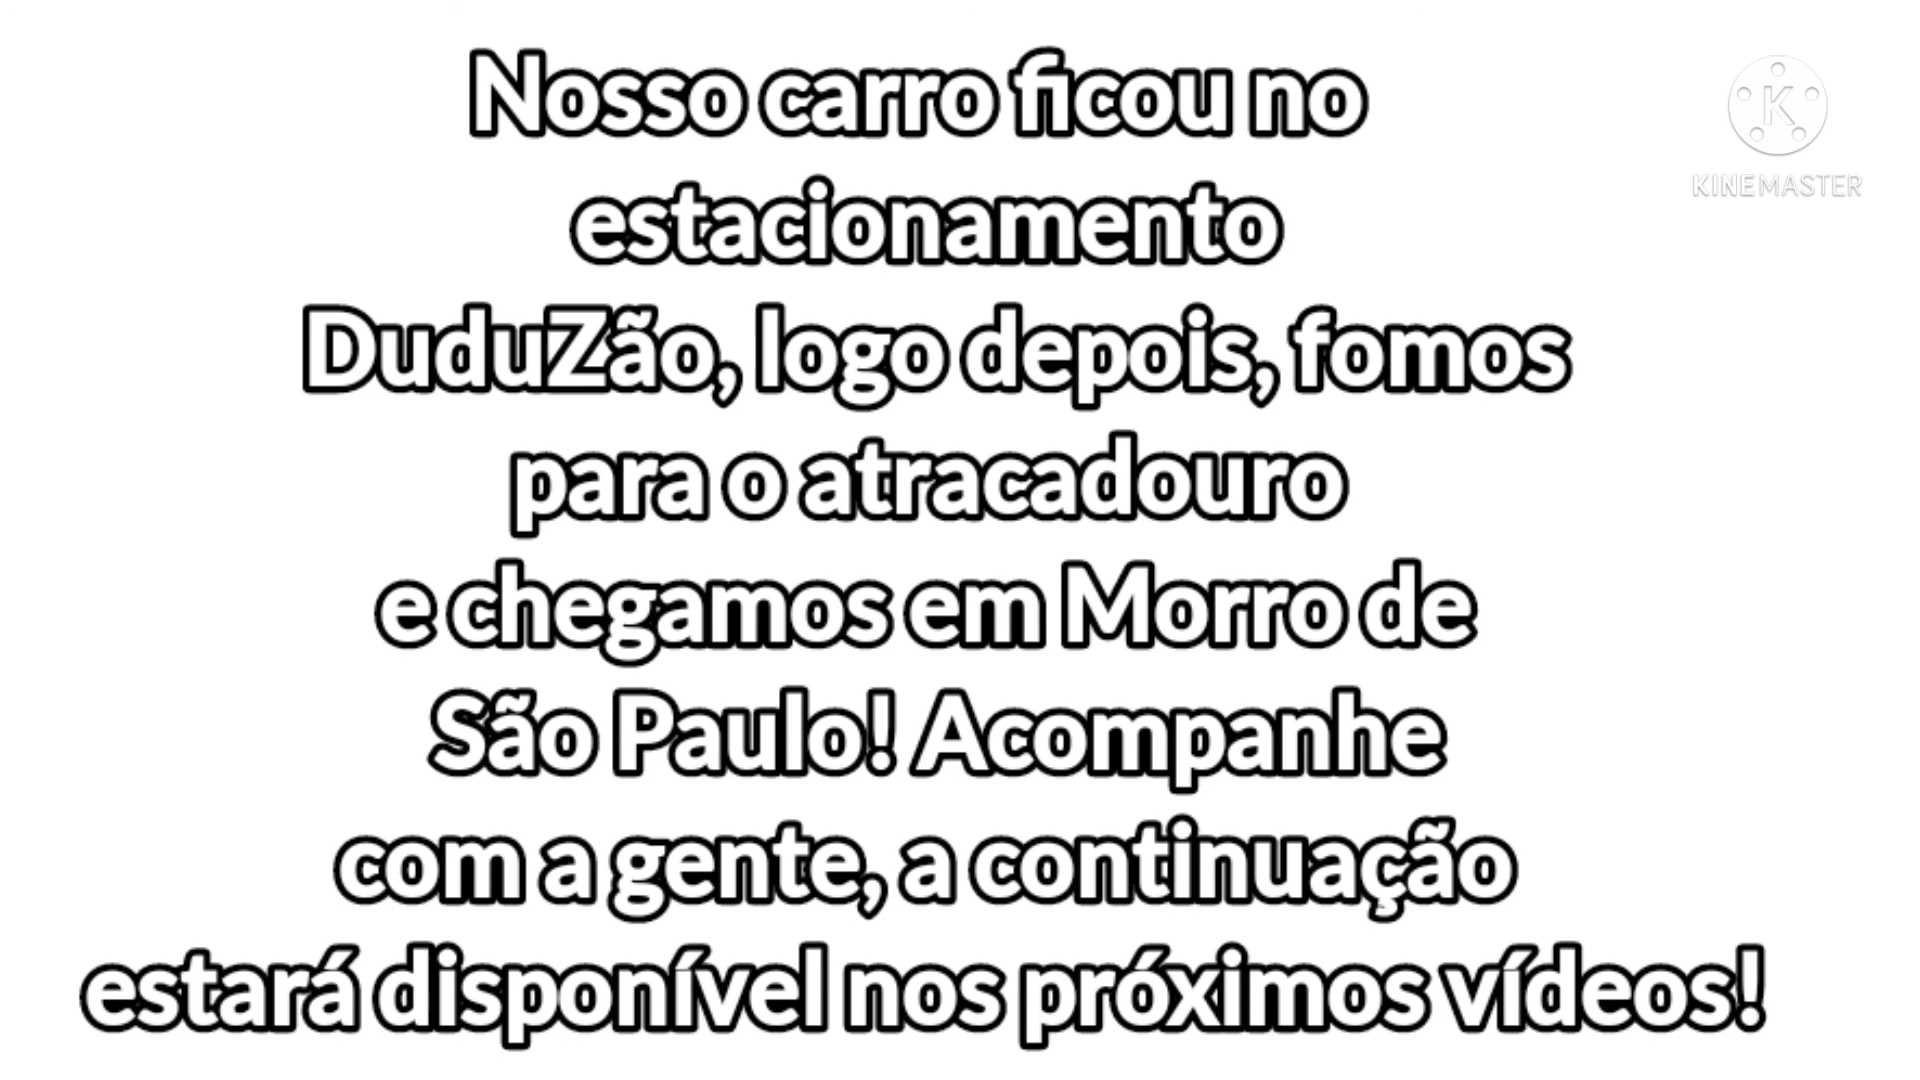 Nosso carro ficou no
estacionamento
DuduZão, logo depois, fomos
para o atracadouro
e chegamos em Morro de
São Paulo! Acompanhe
com a gente, a continuação
estará disponível nos próximos vídeos!
K
KINEMASTER